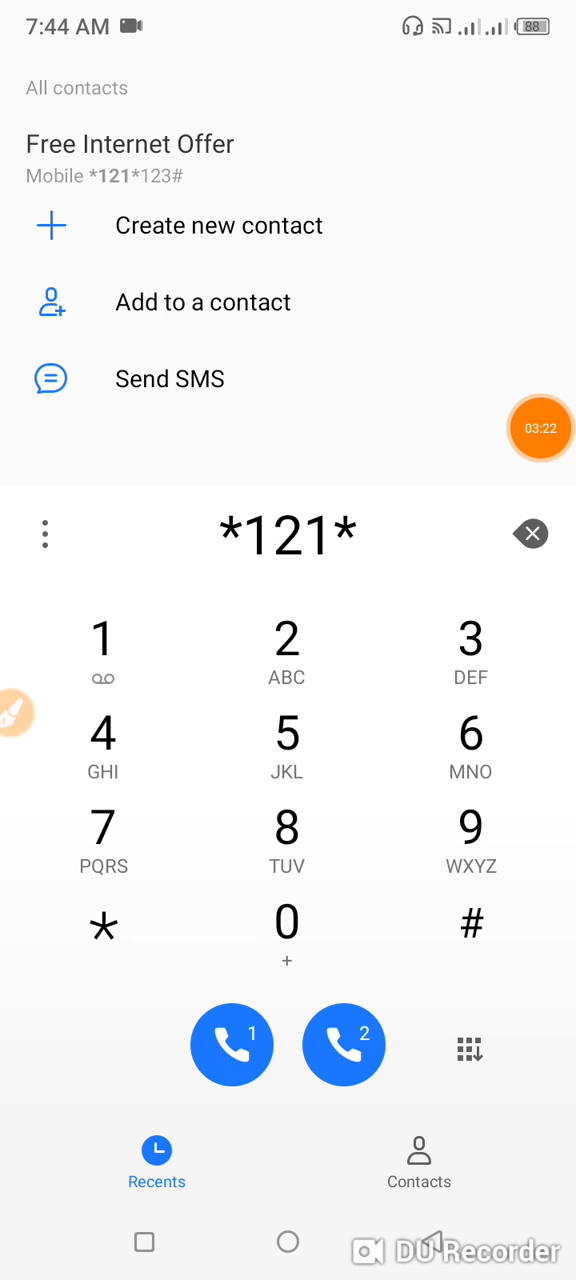 7:44 AM
88
All contacts
Free Internet Offer
Mobile *121*123#
Create new contact
Add to a contact
Send SMS
03:22
*121*
1 2 3
ABC DEF
4 5 6
GHI JKL MNO
7 8 9
PQRS TUV WXYZ
* 0 #
+
1 2
Recents Contacts
DU Recorder